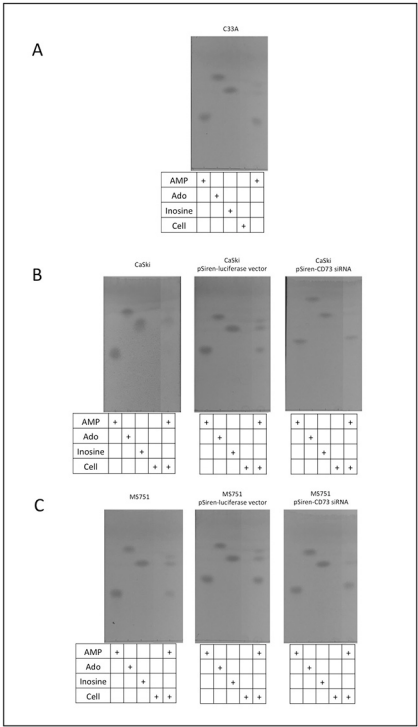 A
C33A
AMP + +
Ado +
Inosine +
Cell +
B
CaSki
CaSki
pSiren-luciferase vector
CaSki
pSiren-CD73 siRNA
AMP + + + + + +
Ado + + +
Inosine + + +
Cell + + + + + +
C
MS751
MS751
pSiren-luciferase vector
MS751
pSiren-CD73 siRNA
AMP + + + + + +
Ado + + +
Inosine + + +
Cell + + + + + +